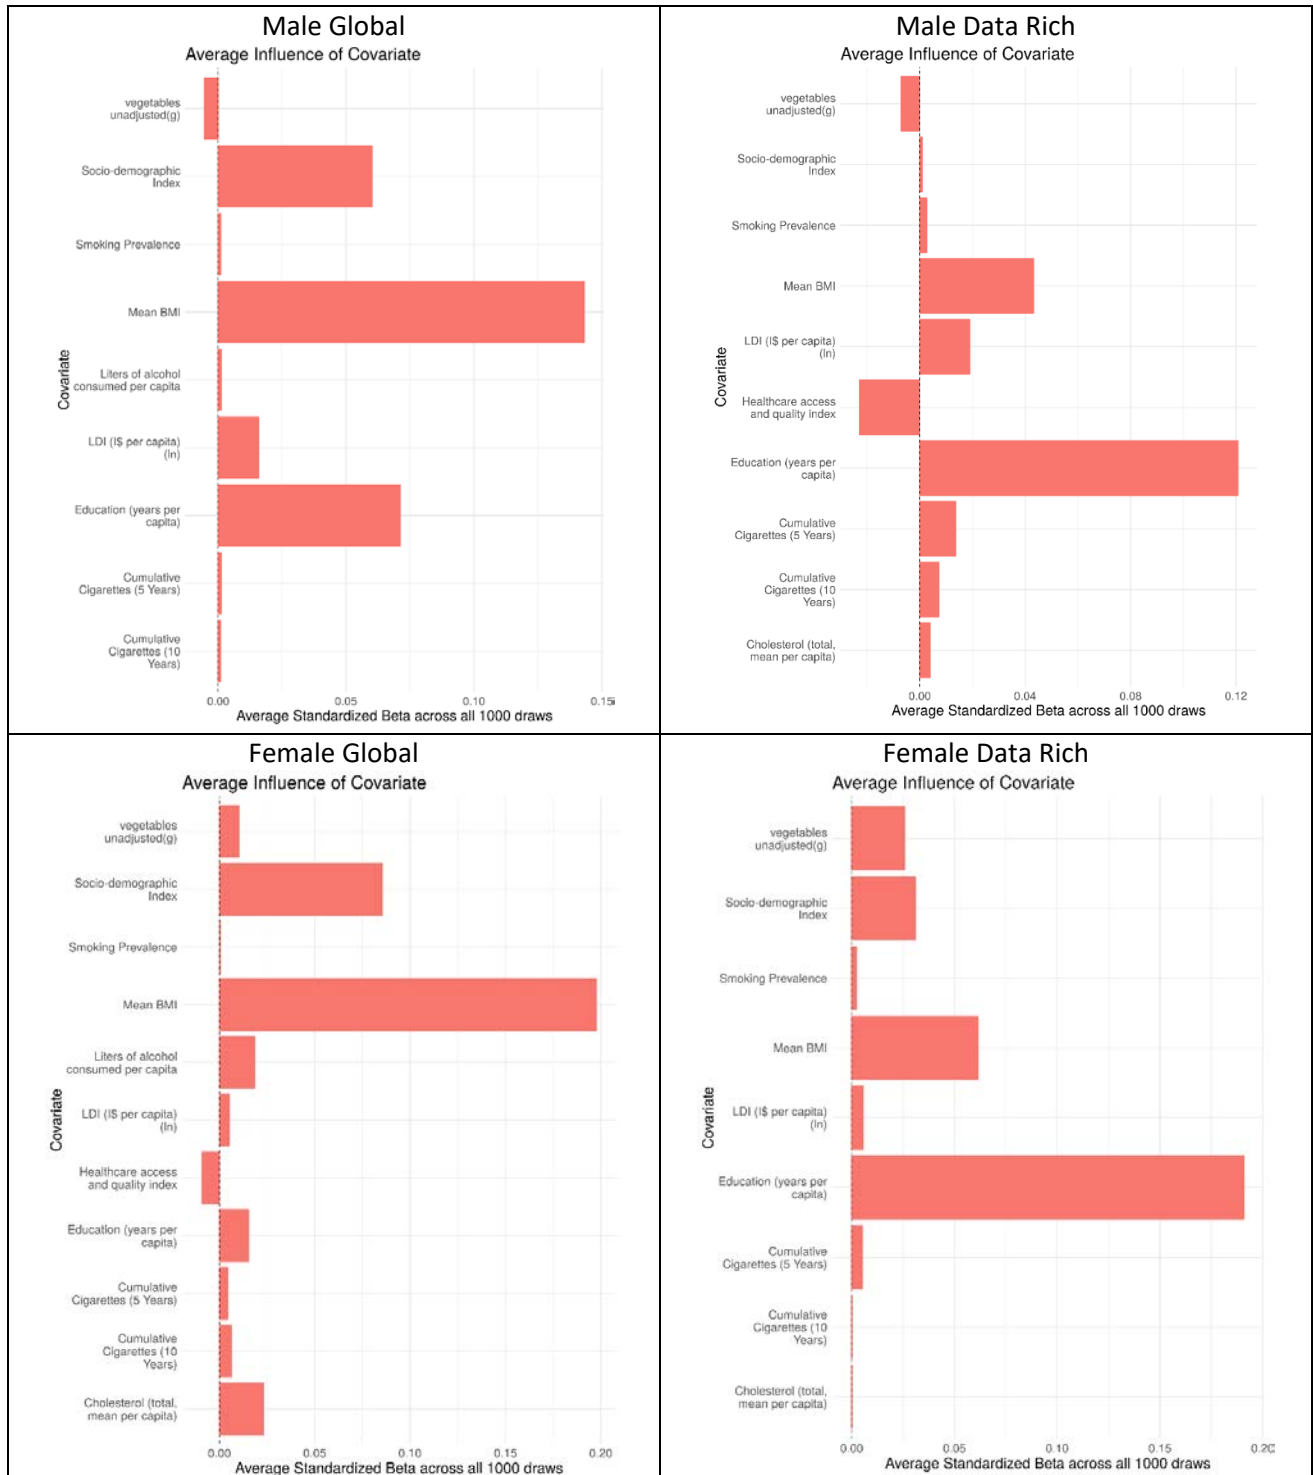 Male Global
Average Influence of Covariate
vegetables
unadjusted(g)
Socio-demographic
Index
Smoking Prevalence
Mean BMI
Liters of alcohol
consumed per capita
LDI (I$ per capita)
(ln)
Education (years per
capita)
Cumulative
Cigarettes (5 Years)
Cumulative
Cigarettes (10
Years)
Covariate
0.00 0.05 0.10 0.15
Average Standardized Beta across all 1000 draws
Male Data Rich
Average Influence of Covariate
vegetables
unadjusted(g)
Socio-demographic
Index
Smoking Prevalence
Mean BMI
LDI (I$ per capita)
(ln)
Healthcare access
and quality index
Education (years per
capita)
Cumulative
Cigarettes (5 Years)
Cumulative
Cigarettes (10
Years)
Cholesterol (total,
mean per capita)
Covariate
0.00 0.04 0.08 0.12
Average Standardized Beta across all 1000 draws
Female Global
Average Influence of Covariate
vegetables
unadjusted(g)
Socio-demographic
Index
Smoking Prevalence
Mean BMI
Liters of alcohol
consumed per capita
LDI (I$ per capita)
(ln)
Healthcare access
and quality index
Education (years per
capita)
Cumulative
Cigarettes (5 Years)
Cumulative
Cigarettes (10
Years)
Cholesterol (total,
mean per capita)
Covariate
0.00 0.05 0.10 0.15 0.20
Average Standardized Beta across all 1000 draws
Female Data Rich
Average Influence of Covariate
vegetables
unadjusted(g)
Socio-demographic
Index
Smoking Prevalence
Mean BMI
LDI (I$ per capita)
(ln)
Education (years per
capita)
Cumulative
Cigarettes (5 Years)
Cumulative
Cigarettes (10
Years)
Cholesterol (total,
mean per capita)
Covariate
0.00 0.05 0.10 0.15 0.20
Average Standardized Beta across all 1000 draws